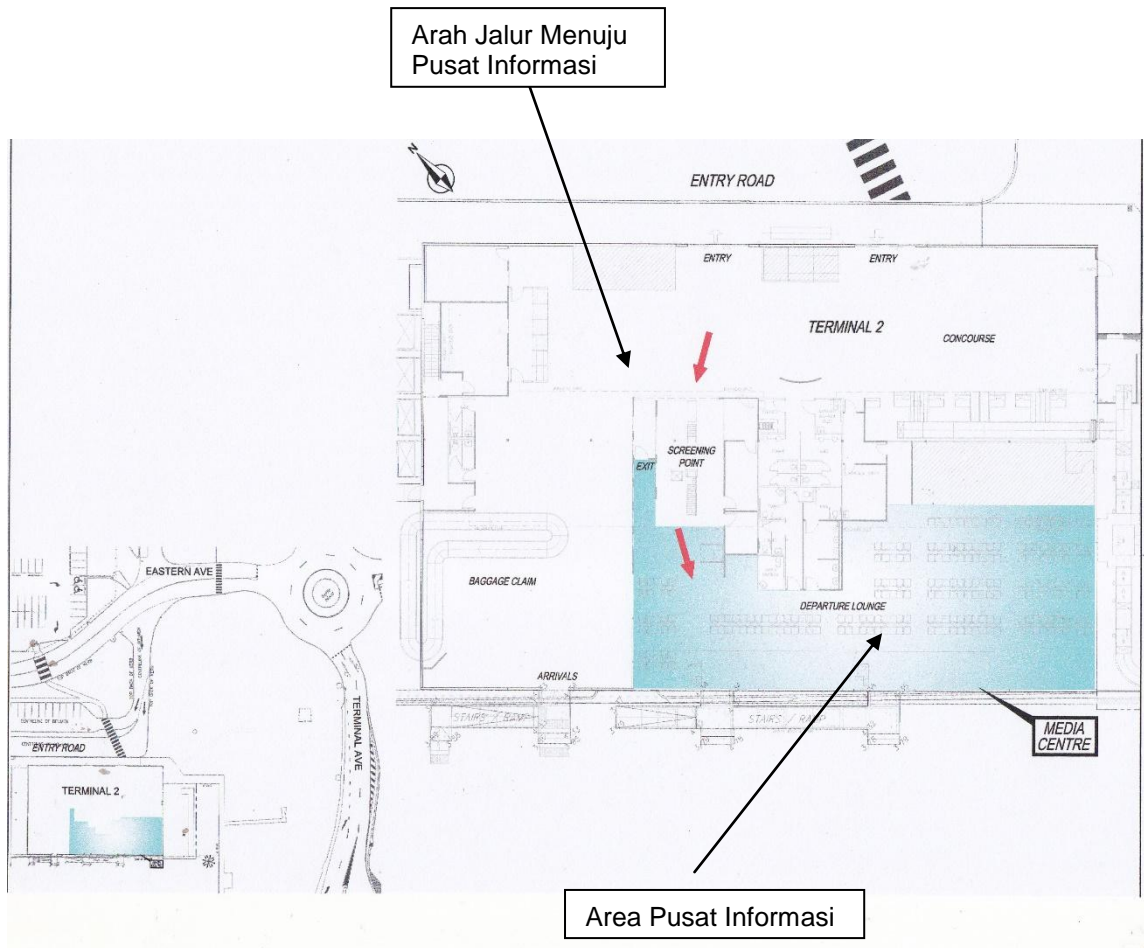 Arah Jalur Menuju
Pusat Informasi
N
ENTRY ROAD
ENTRY
ENTRY
TERMINAL 2
CONCOURSE
SCREENING
POINT
EXIT
EASTERN AVE
BAGGAGE CLAIM
DEPARTURE LOUNGE
ARRIVALS
STAIRS / RAMP
STAIRS / RAMP
MEDIA
CENTRE
TERMINAL AVE
ENTRY ROAD
TERMINAL 2
Area Pusat Informasi